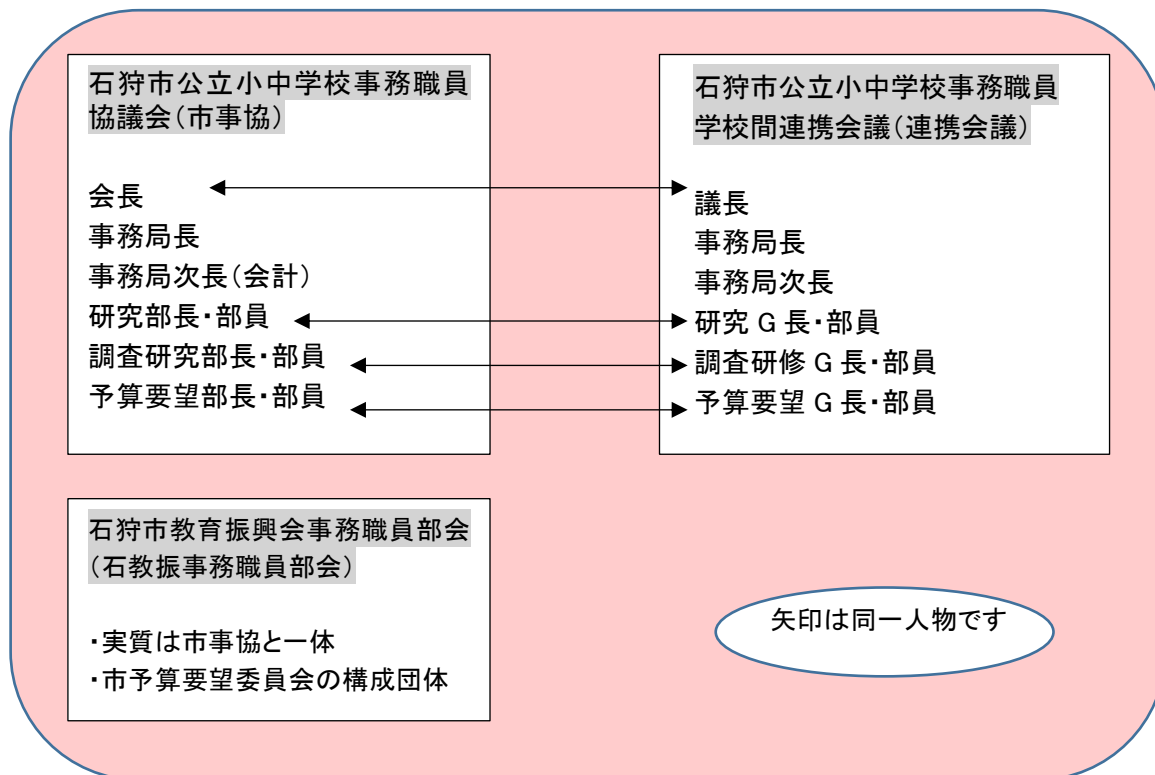 石狩市公立小中学校事務職員
協議会(市事協)
会長
事務局長
事務局次長(会計)
研究部長・部員
調査研究部長・部員
予算要望部長・部員
石狩市公立小中学校事務職員
学校間連携会議(連携会議)
議長
事務局長
事務局次長
研究 G 長・部員
調査研修 G 長・部員
予算要望 G 長・部員
石狩市教育振興会事務職員部会
(石教振事務職員部会)
・実質は市事協と一体
・市予算要望委員会の構成団体
矢印は同一人物です